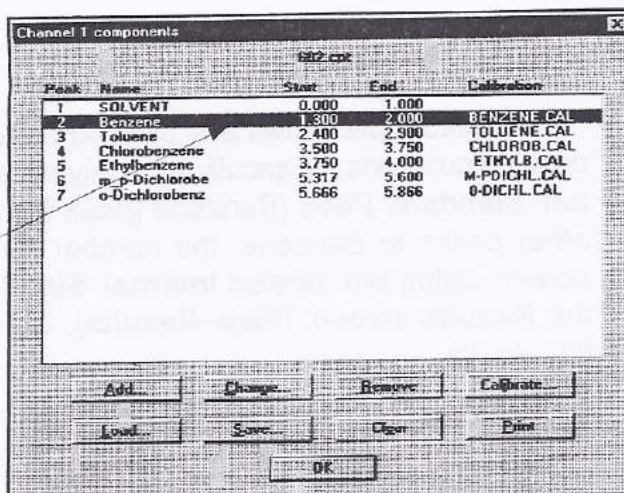 Channel 1 components
602.cpt
Peak Name Start End Calibration
1 SOLVENT 0.000 1.000
2 Benzene 1.300 2.000 BENZENE.CAL
3 Toluene 2.400 2.900 TOLUENE.CAL
4 Chlorobenzene 3.500 3.750 CHLOROB.CAL
5 Ethylbenzene 3.750 4.000 ETHYLB.CAL
6 m_p-Dichlorobe 5.317 5.600 M-PDICHL.CAL
7 o-Dichlorobenz 5.666 5.866 O-DICHL.CAL
Add... Change... Remove Calibrate...
Load... Save... Clear Print
OK